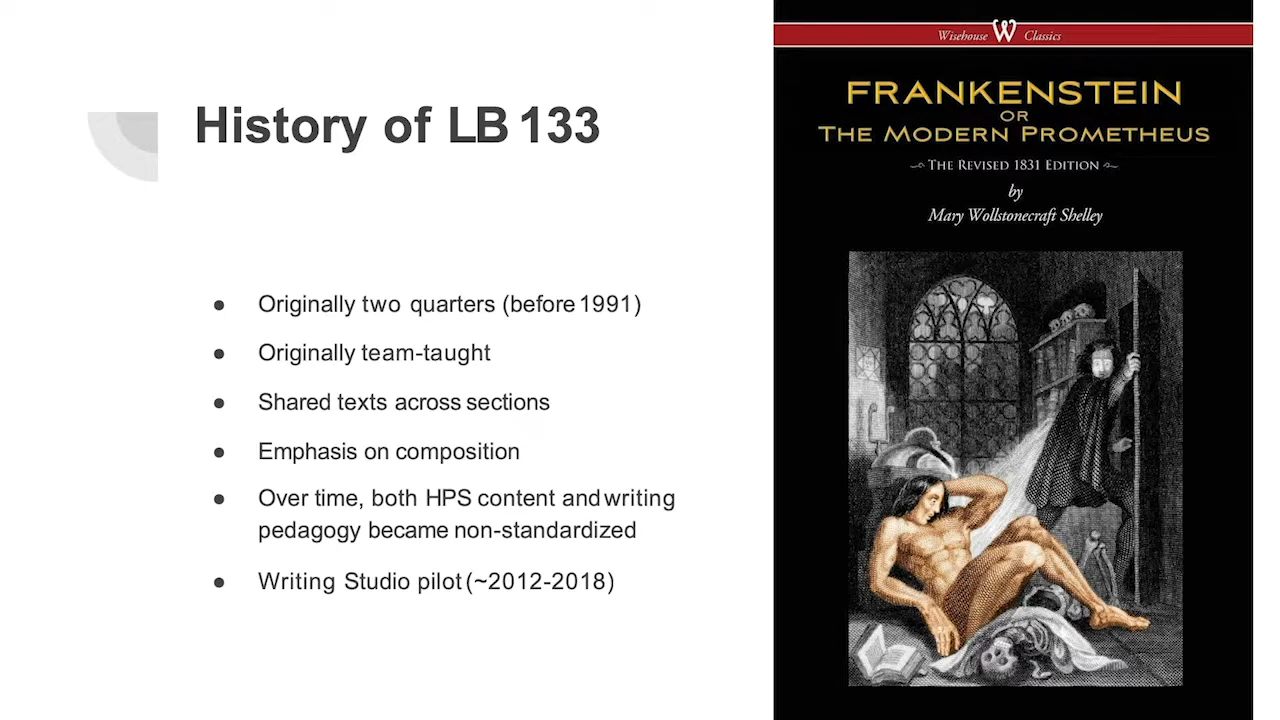 History of LB 133
● Originally two quarters (before 1991)
● Originally team-taught
● Shared texts across sections
● Emphasis on composition
● Over time, both HPS content and writing
pedagogy became non-standardized
● Writing Studio pilot (~2012-2018)
Wisehouse W Classics
FRANKENSTEIN
OR
THE MODERN PROMETHEUS
THE REVISED 1831 EDITION
by
Mary Wollstonecraft Shelley